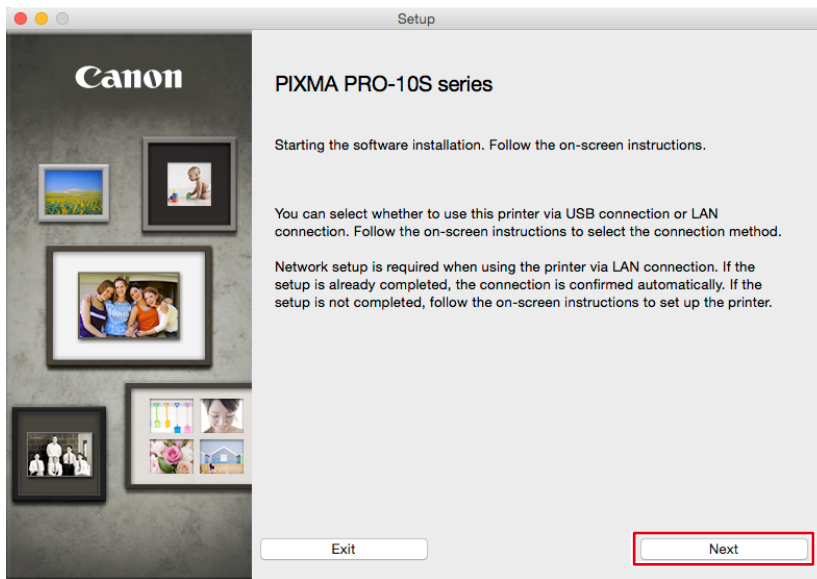 Setup
Canon
PIXMA PRO-10S series
Starting the software installation. Follow the on-screen instructions.
You can select whether to use this printer via USB connection or LAN
connection. Follow the on-screen instructions to select the connection method.
Network setup is required when using the printer via LAN connection. If the
setup is already completed, the connection is confirmed automatically. If the
setup is not completed, follow the on-screen instructions to set up the printer.
Exit
Next